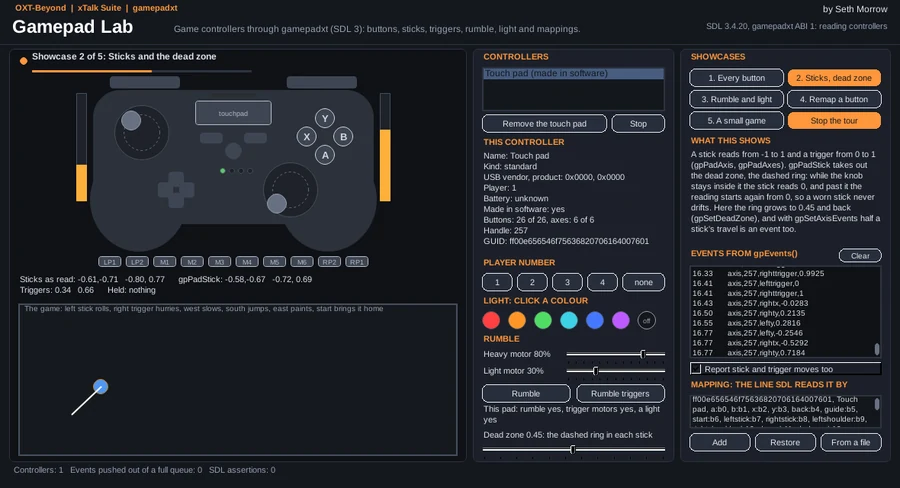 OXT-Beyond | xTalk Suite | gamepadxt
by Seth Morrow
Gamepad Lab
Game controllers through gamepadxt (SDL 3): buttons, sticks, triggers, rumble, light and mappings.
SDL 3.4.20, gamepadxt ABI 1: reading controllers
Showcase 2 of 5: Sticks and the dead zone
touchpad
Y
X
B
A
LP1
M1
M2
M3
M4
M5
M6
RP2
RP1
Sticks as read: -0.61,-0.71 -0.80, 0.77 gpPadStick: -0.58,-0.67 -0.72, 0.69
Triggers: 0.34 0.66 Held: nothing
The game: left stick rolls, right trigger hurries, west slows, south jumps, east paints, start brings it home
Controllers: 1 Events pushed out of a full queue: 0 SDL assertions: 0
CONTROLLERS
Touch pad (made in software)
Remove the touch pad
Stop
THIS CONTROLLER
Name: Touch pad
Kind: standard
USB vendor, product: 0x0000, 0x0000
Player: 1
Battery: unknown
Made in software: yes
Buttons: 26 of 26, axes: 6 of 6
Handle: 257
GUID: ff00e656546f75636820706164007601
PLAYER NUMBER
1
2
3
4
none
LIGHT: CLICK A COLOUR
off
RUMBLE
Heavy motor 80%
Light motor 30%
Rumble
Rumble triggers
This pad: rumble yes, trigger motors yes, a light
yes
Dead zone 0.45: the dashed ring in each stick
SHOWCASES
1. Every button
2. Sticks, dead zone
3. Rumble and light
4. Remap a button
5. A small game
Stop the tour
WHAT THIS SHOWS
A stick reads from -1 to 1 and a trigger from 0 to 1
(gpPadAxis, gpPadAxes). gpPadStick takes out
the dead zone, the dashed ring: while the knob
stays inside it the stick reads 0, and past it the
reading starts again from 0, so a worn stick never
drifts. Here the ring grows to 0.45 and back
(gpSetDeadZone), and with gpSetAxisEvents half a
stick's travel is an event too.
EVENTS FROM gpEvents()
Clear
16.33 axis,257,righttrigger,0.9925
16.41 axis,257,lefttrigger,0
16.41 axis,257,righttrigger,1
16.43 axis,257,rightx,-0.0283
16.50 axis,257,righty,0.2135
16.55 axis,257,lefty,0.2816
16.77 axis,257,lefty,-0.2546
16.77 axis,257,rightx,-0.5292
16.77 axis,257,righty,0.7184
Report stick and trigger moves too
MAPPING: THE LINE SDL READS IT BY
ff00e656546f75636820706164007601, Touch
pad, a:b0, b:b1, x:b2, y:b3, back:b4, guide:b5,
start:b6, leftstick:b7, rightstick:b8, leftshoulder:b9,
Add
Restore
From a file